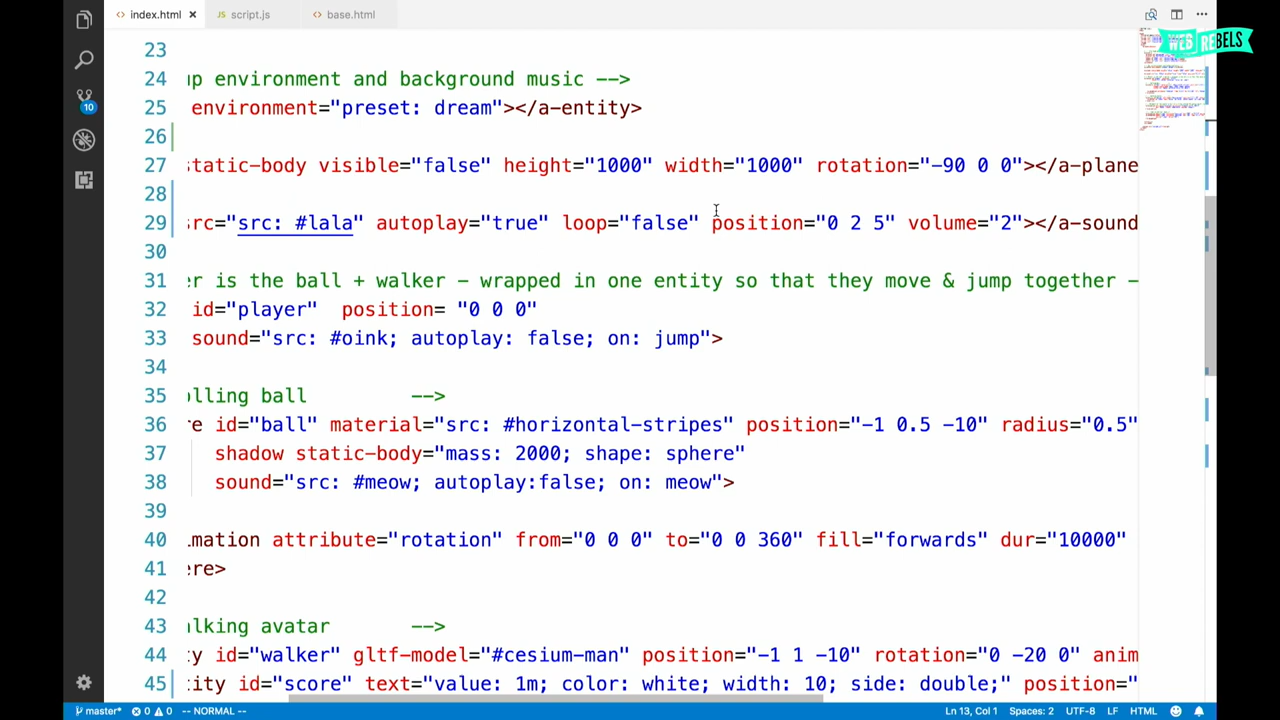 index.html
script.js
base.html
WEB REBELS
23
24 up environment and background music -->
25 environment="preset: dream"></a-entity>
26
27 static-body visible="false" height="1000" width="1000" rotation="-90 0 0"></a-plane
28
29 src="src: #lala" autoplay="true" loop="false" position="0 2 5" volume="2"></a-sound
30
31 er is the ball + walker - wrapped in one entity so that they move & jump together -
32 id="player"  position= "0 0 0"
33 sound="src: #oink; autoplay: false; on: jump">
34
35 olling ball         -->
36 re id="ball" material="src: #horizontal-stripes" position="-1 0.5 -10" radius="0.5"
37 shadow static-body="mass: 2000; shape: sphere"
38 sound="src: #meow; autoplay:false; on: meow">
39
40 imation attribute="rotation" from="0 0 0" to="0 0 360" fill="forwards" dur="10000"
41 ere>
42
43 alking avatar       -->
44 ty id="walker" gltf-model="#cesium-man" position="-1 1 -10" rotation="0 -20 0" anim
45 tity id="score" text="value: 1m; color: white; width: 10; side: double;" position="
10
master* 0 0 -- NORMAL -- Ln 13, Col 1 Spaces: 2 UTF-8 LF HTML